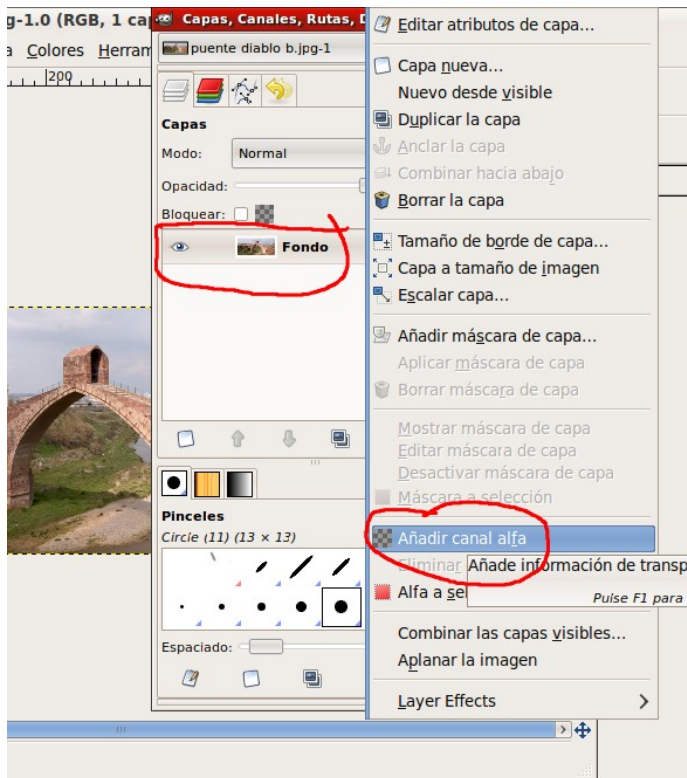 g-1.0 (RGB, 1 ca
Colores Herram
200
Capas, Canales, Rutas, D
puente diablo b.jpg-1
Capas
Modo: Normal
Opacidad:
Bloquear:
Fondo
Pinceles
Circle (11) (13 × 13)
Espaciado:
Editar atributos de capa...
Capa nueva...
Nuevo desde visible
Duplicar la capa
Anclar la capa
Combinar hacia abajo
Borrar la capa
Tamaño de borde de capa...
Capa a tamaño de imagen
Escalar capa...
Añadir máscara de capa...
Aplicar máscara de capa
Borrar máscara de capa
Mostrar máscara de capa
Editar máscara de capa
Desactivar máscara de capa
Máscara a selección
Añadir canal alfa
Eliminar
Añade información de transp
Alfa a se
Pulse F1 para
Combinar las capas visibles...
Aplanar la imagen
Layer Effects